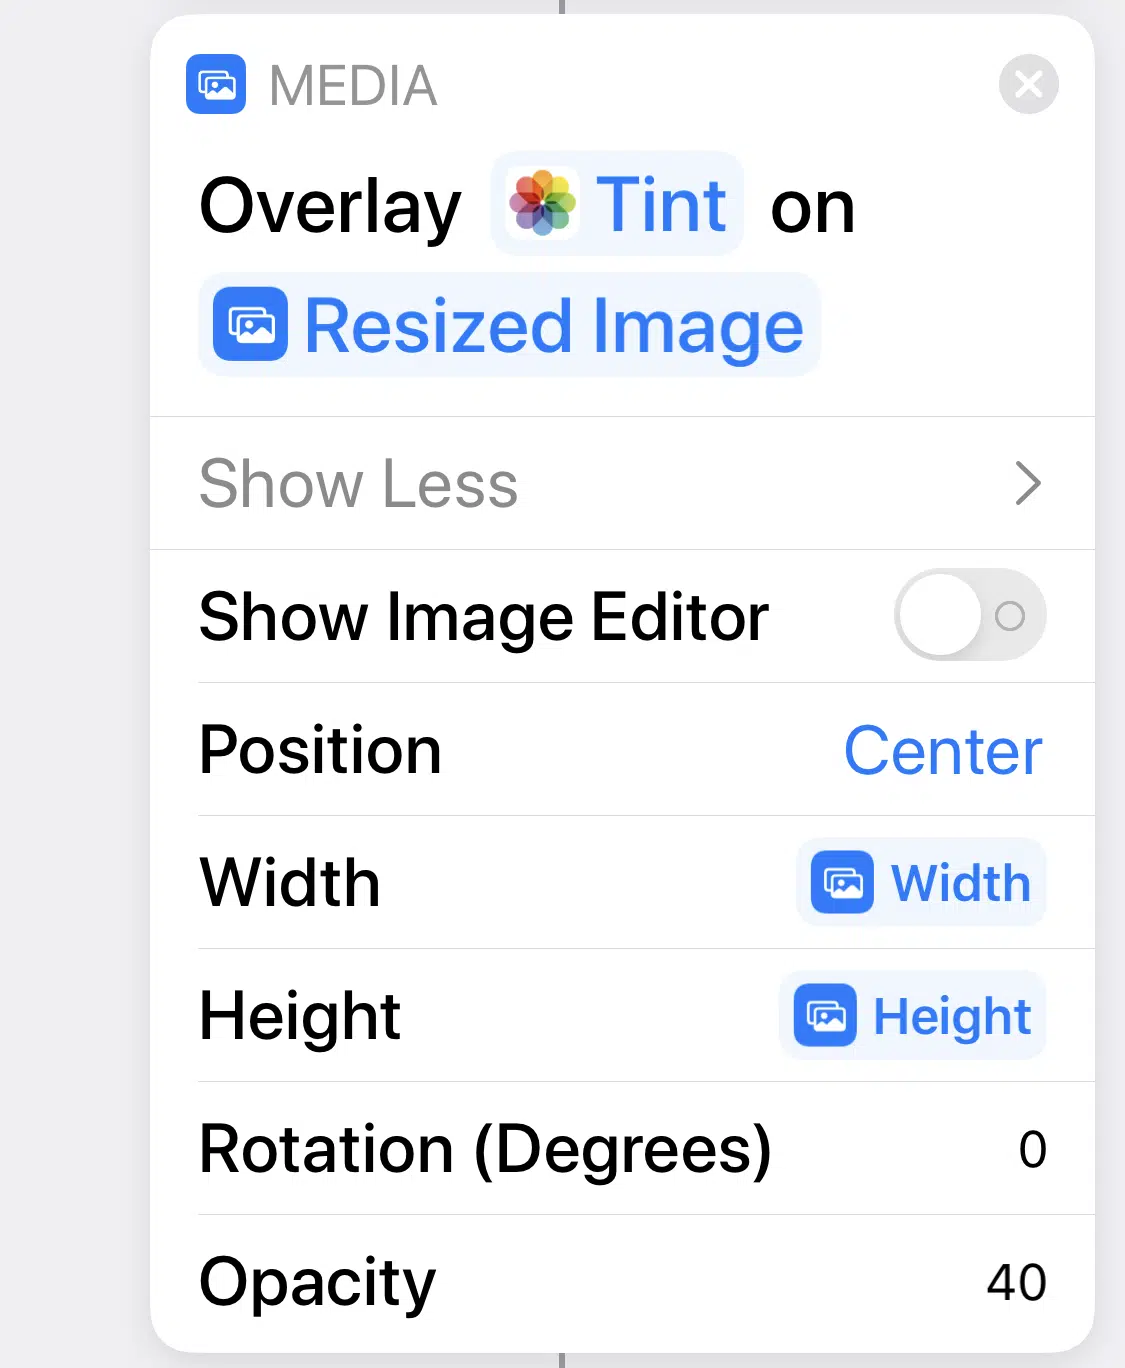 MEDIA
Overlay Tint on
Resized Image
Show Less
Show Image Editor
Position Center
Width Width
Height Height
Rotation (Degrees) 0
Opacity 40